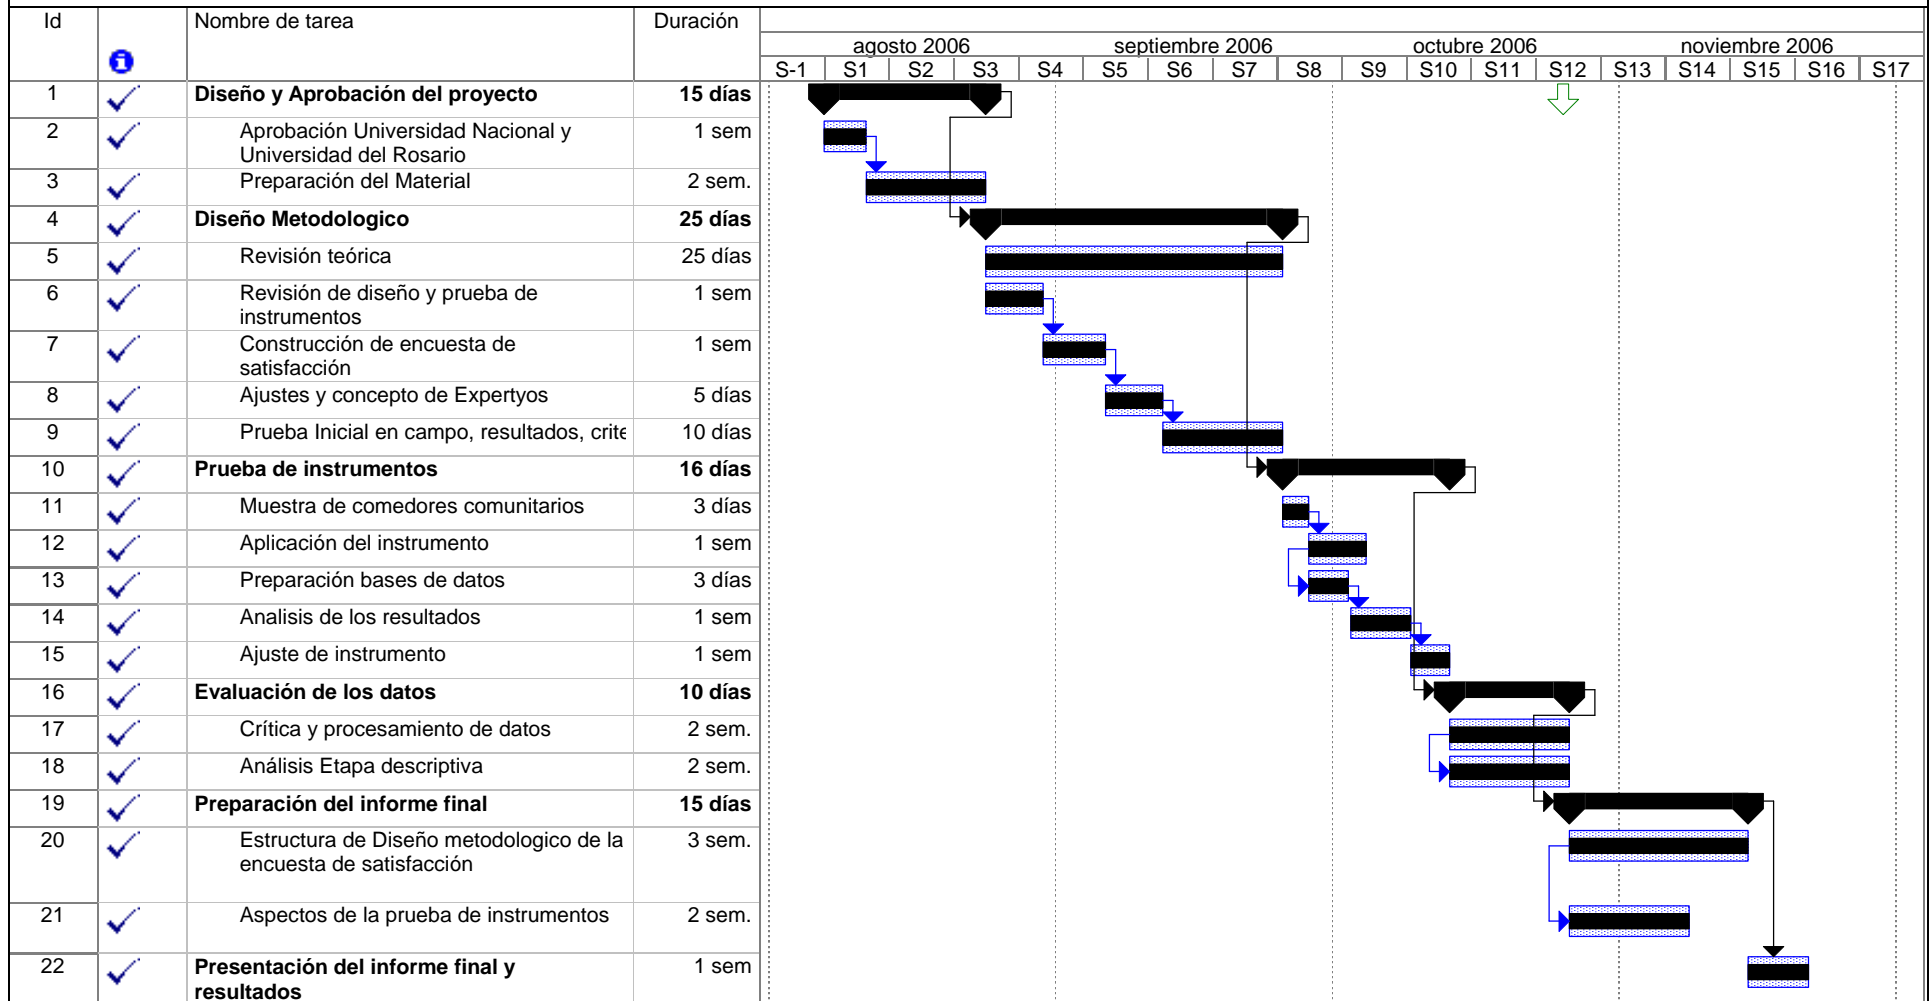 Id Nombre de tarea Duración
agosto 2006 septiembre 2006 octubre 2006 noviembre 2006
S-1 S1 S2 S3 S4 S5 S6 S7 S8 S9 S10 S11 S12 S13 S14 S15 S16 S17
1 Diseño y Aprobación del proyecto 15 días
2 Aprobación Universidad Nacional y 1 sem
Universidad del Rosario
3 Preparación del Material 2 sem.
4 Diseño Metodologico 25 días
5 Revisión teórica 25 días
6 Revisión de diseño y prueba de 1 sem
instrumentos
7 Construcción de encuesta de 1 sem
satisfacción
8 Ajustes y concepto de Expertyos 5 días
9 Prueba Inicial en campo, resultados, crite 10 días
10 Prueba de instrumentos 16 días
11 Muestra de comedores comunitarios 3 días
12 Aplicación del instrumento 1 sem
13 Preparación bases de datos 3 días
14 Analisis de los resultados 1 sem
15 Ajuste de instrumento 1 sem
16 Evaluación de los datos 10 días
17 Crítica y procesamiento de datos 2 sem.
18 Análisis Etapa descriptiva 2 sem.
19 Preparación del informe final 15 días
20 Estructura de Diseño metodologico de la 3 sem.
encuesta de satisfacción
21 Aspectos de la prueba de instrumentos 2 sem.
22 Presentación del informe final y 1 sem
resultados